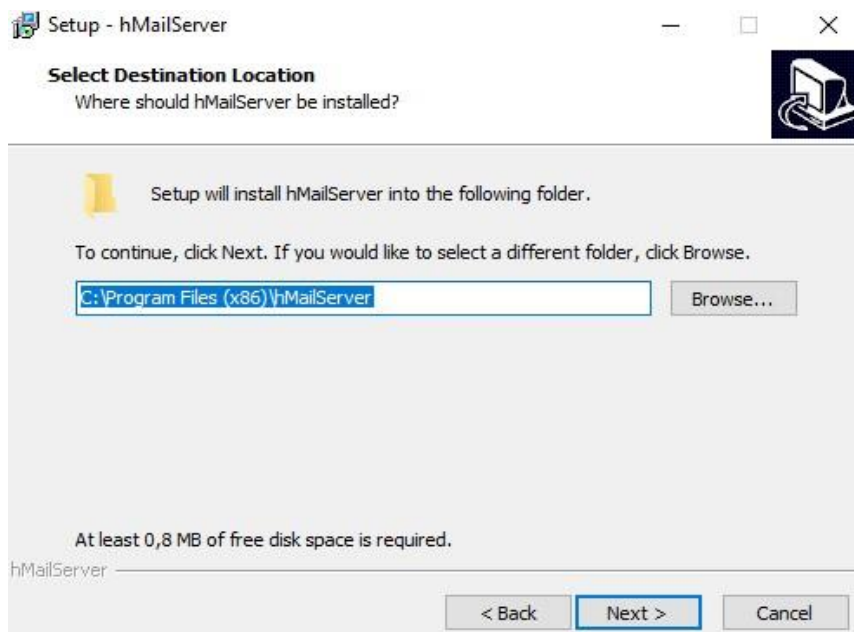 Setup - hMailServer
Select Destination Location
Where should hMailServer be installed?
Setup will install hMailServer into the following folder.
To continue, click Next. If you would like to select a different folder, click Browse.
C:\Program Files (x86)\hMailServer
Browse...
At least 0,8 MB of free disk space is required.
hMailServer
< Back
Next >
Cancel